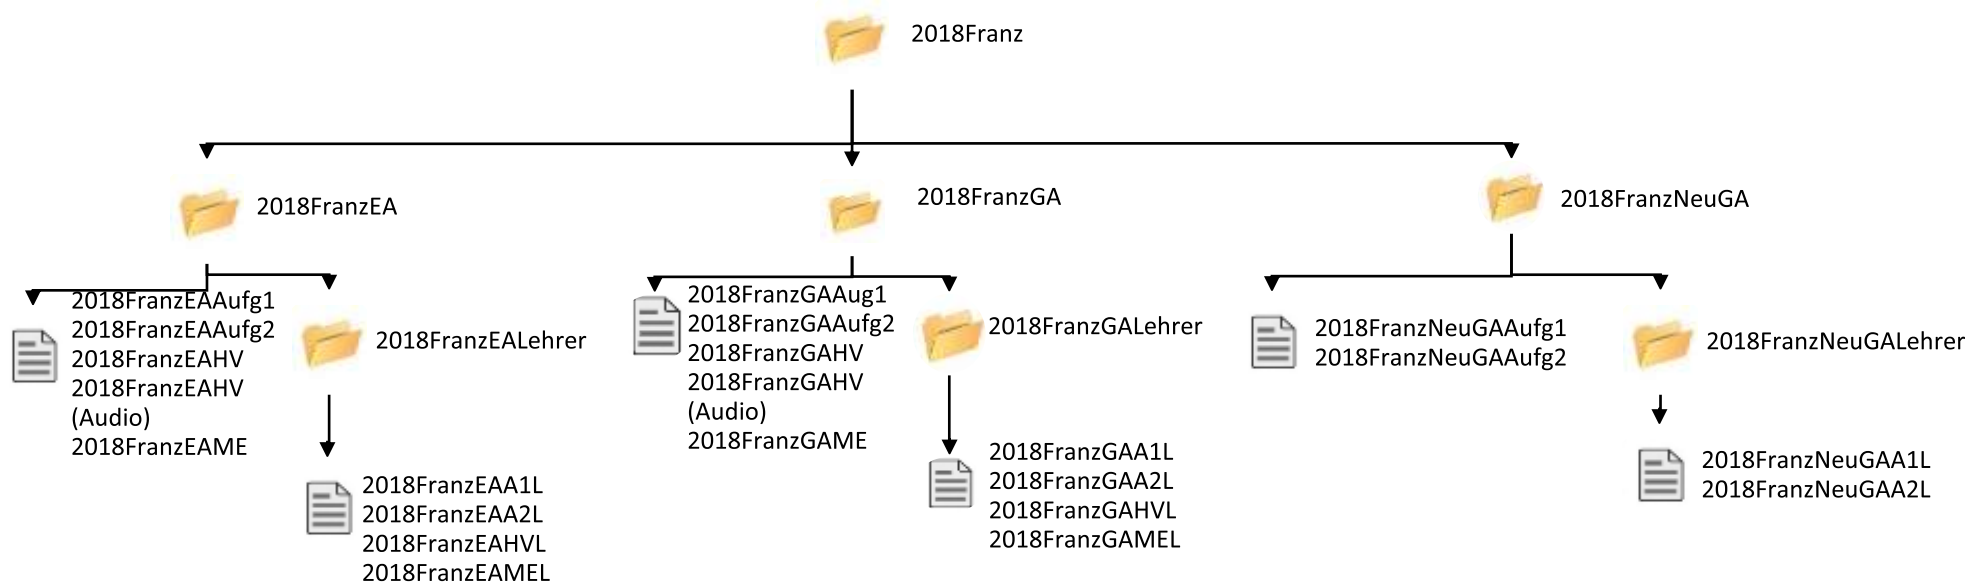 2018Franz
2018FranzEA
2018FranzGA
2018FranzNeuGA
2018FranzEAAufg1
2018FranzEAAufg2
2018FranzEAHV
2018FranzEAHV
(Audio)
2018FranzEAME
2018FranzEALehrer
2018FranzEAA1L
2018FranzEAA2L
2018FranzEAHVL
2018FranzEAMEL
2018FranzGAAug1
2018FranzGAAufg2
2018FranzGAHV
2018FranzGAHV
(Audio)
2018FranzGAME
2018FranzGALehrer
2018FranzGAA1L
2018FranzGAA2L
2018FranzGAHVL
2018FranzGAMEL
2018FranzNeuGAAufg1
2018FranzNeuGAAufg2
2018FranzNeuGALehrer
2018FranzNeuGAA1L
2018FranzNeuGAA2L